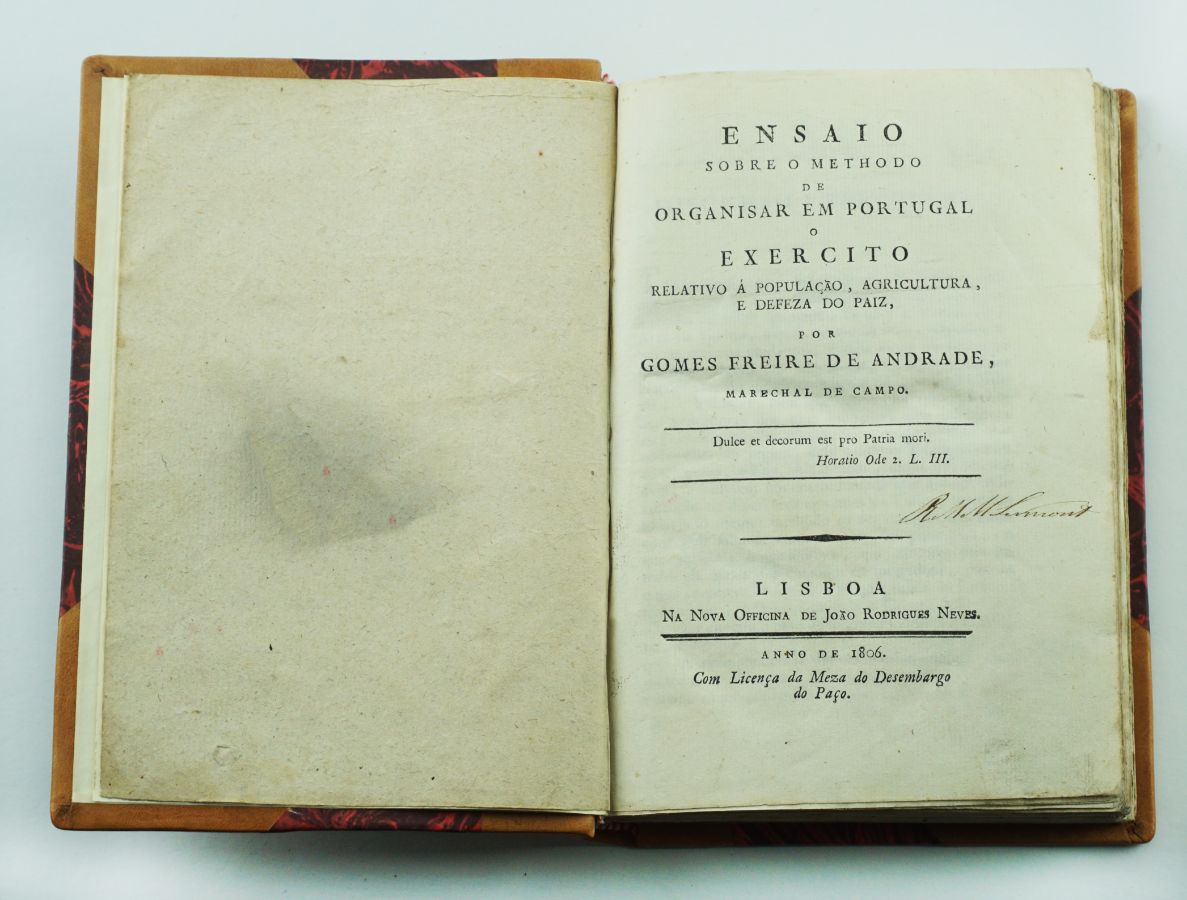 ENSAIO
SOBRE O METHODO
DE
ORGANISAR EM PORTUGAL
O
EXERCITO
RELATIVO Á POPULAÇÃO, AGRICULTURA,
E DEFEZA DO PAIZ,
POR
GOMES FREIRE DE ANDRADE,
MARECHAL DE CAMPO.
Dulce et decorum est pro Patria mori.
Horatio Ode 2. L. III.
LISBOA
NA NOVA OFFICINA DE JOÃO RODRIGUES NEVES.
ANNO DE 1806.
Com Licença da Meza do Desembargo
do Paço.